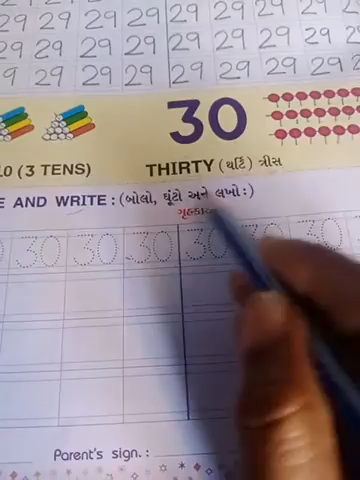 29 29 29 29 29 29 29
29 29 29 29 29 29 29 29
9 29 29 29 29 29 29 29
30
0 (3 TENS)
THIRTY (થર્ટિ) ત્રીસ
E AND WRITE : (બોલો, ઘૂંટો અને લખો:)
30 30 30 30 30 30
Parent's sign. :